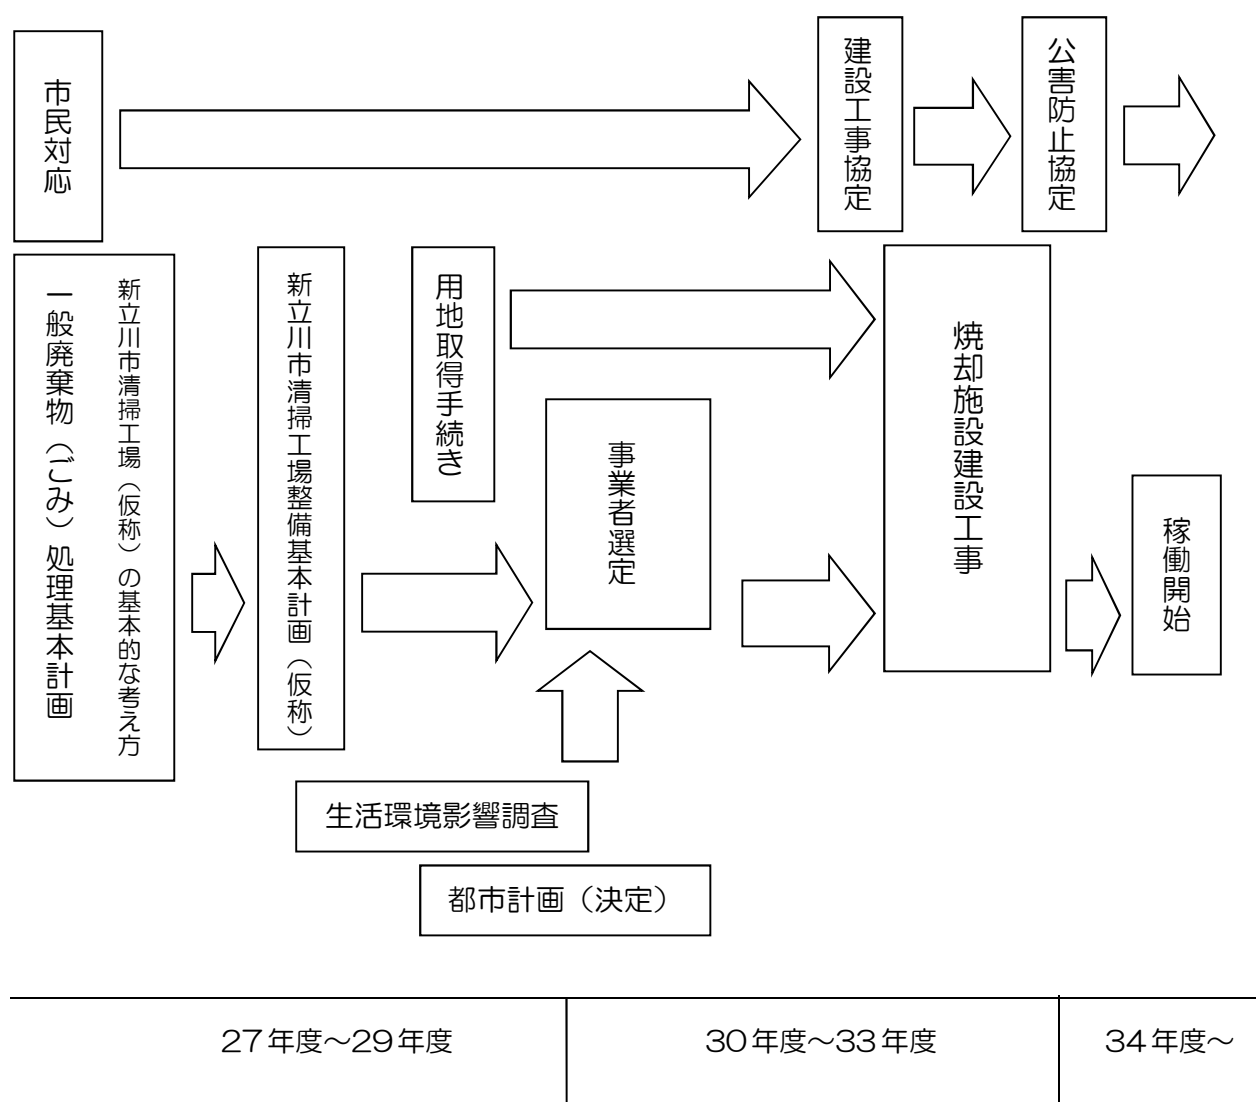 市民対応
建設工事協定
公害防止協定
新立川市清掃工場（仮称）の基本的な考え方
一般廃棄物（ごみ）処理基本計画
新立川市清掃工場整備基本計画（仮称）
用地取得手続き
事業者選定
焼却施設建設工事
稼働開始
生活環境影響調査
都市計画（決定）
27年度～29年度
30年度～33年度
34年度～